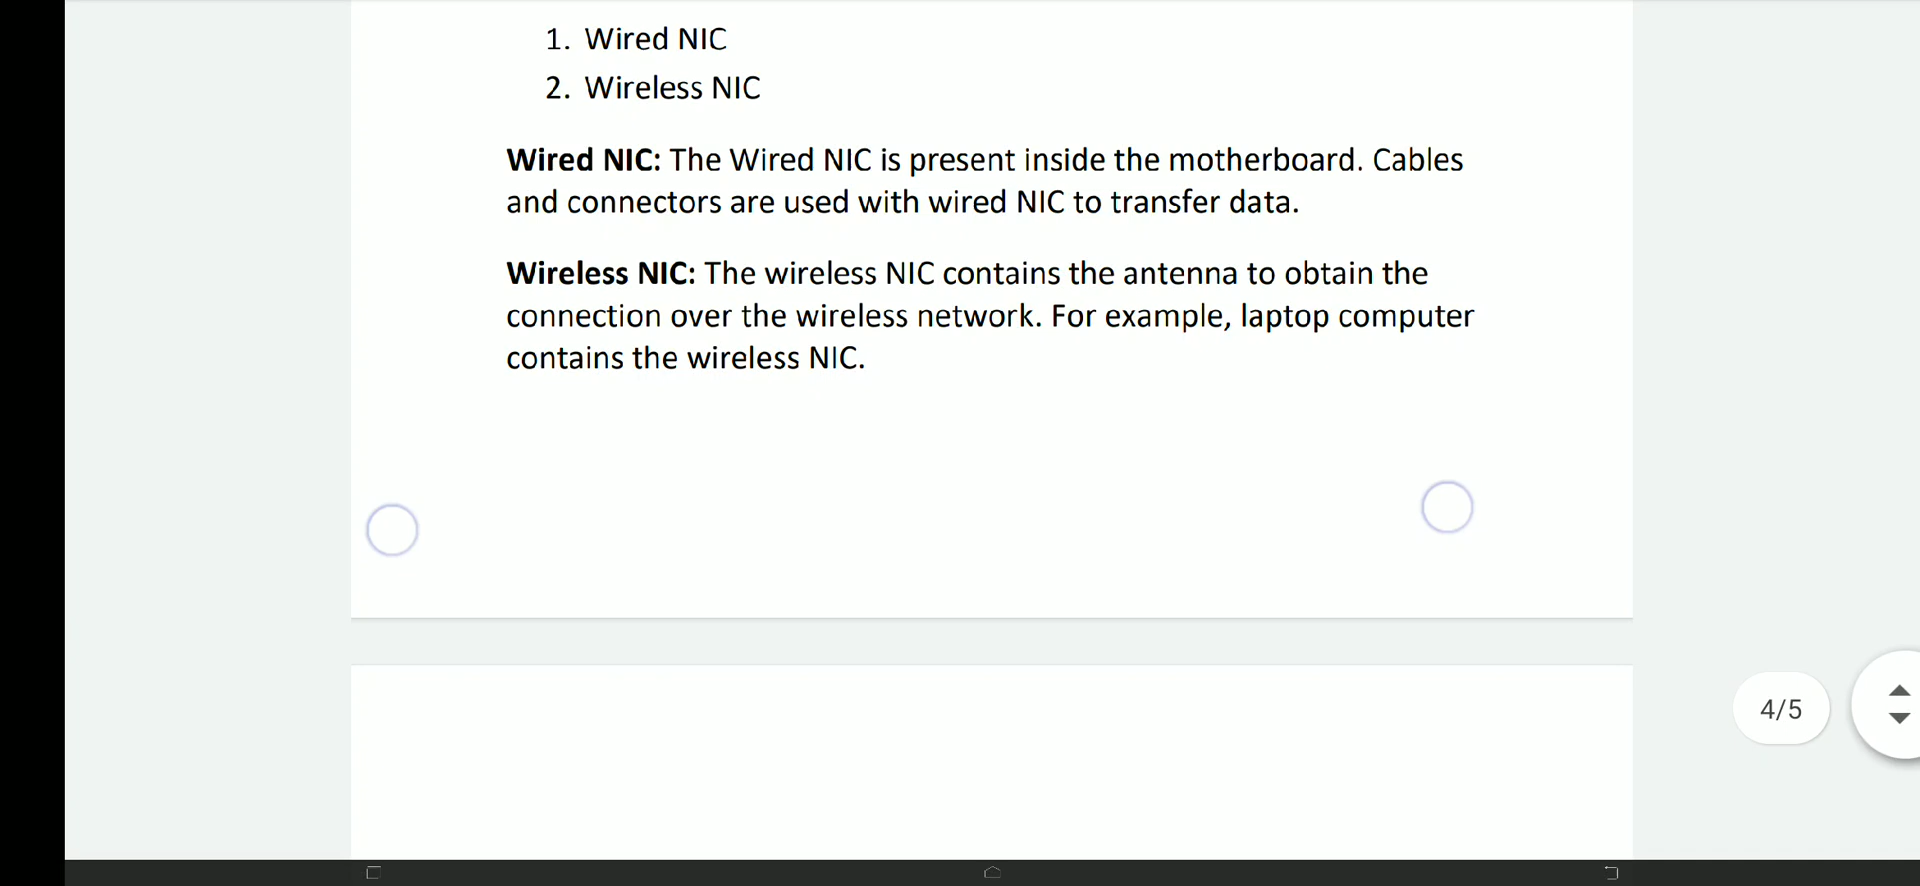 1. Wired NIC
2. Wireless NIC
Wired NIC: The Wired NIC is present inside the motherboard. Cables
and connectors are used with wired NIC to transfer data.
Wireless NIC: The wireless NIC contains the antenna to obtain the
connection over the wireless network. For example, laptop computer
contains the wireless NIC.
4/5